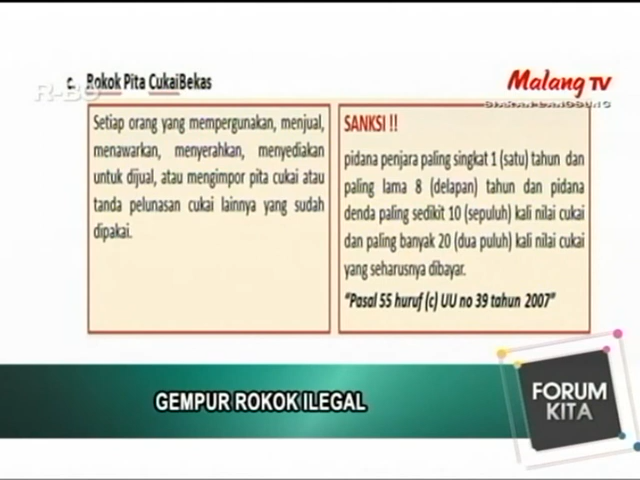 c. Rokok Pita CukaiBekas
R-BO
Malang TV
SIARAN LANGSUNG
Setiap orang yang mempergunakan, menjual,
menawarkan, menyerahkan, menyediakan
untuk dijual, atau mengimpor pita cukai atau
tanda pelunasan cukai lainnya yang sudah
dipakai.
SANKSI !!
pidana penjara paling singkat 1 (satu) tahun dan
paling lama 8 (delapan) tahun dan pidana
denda paling sedikit 10 (sepuluh) kali nilai cukai
dan paling banyak 20 (dua puluh) kali nilai cukai
yang seharusnya dibayar.
“Pasal 55 huruf (c) UU no 39 tahun 2007”
GEMPUR ROKOK ILEGAL
FORUM
KITA